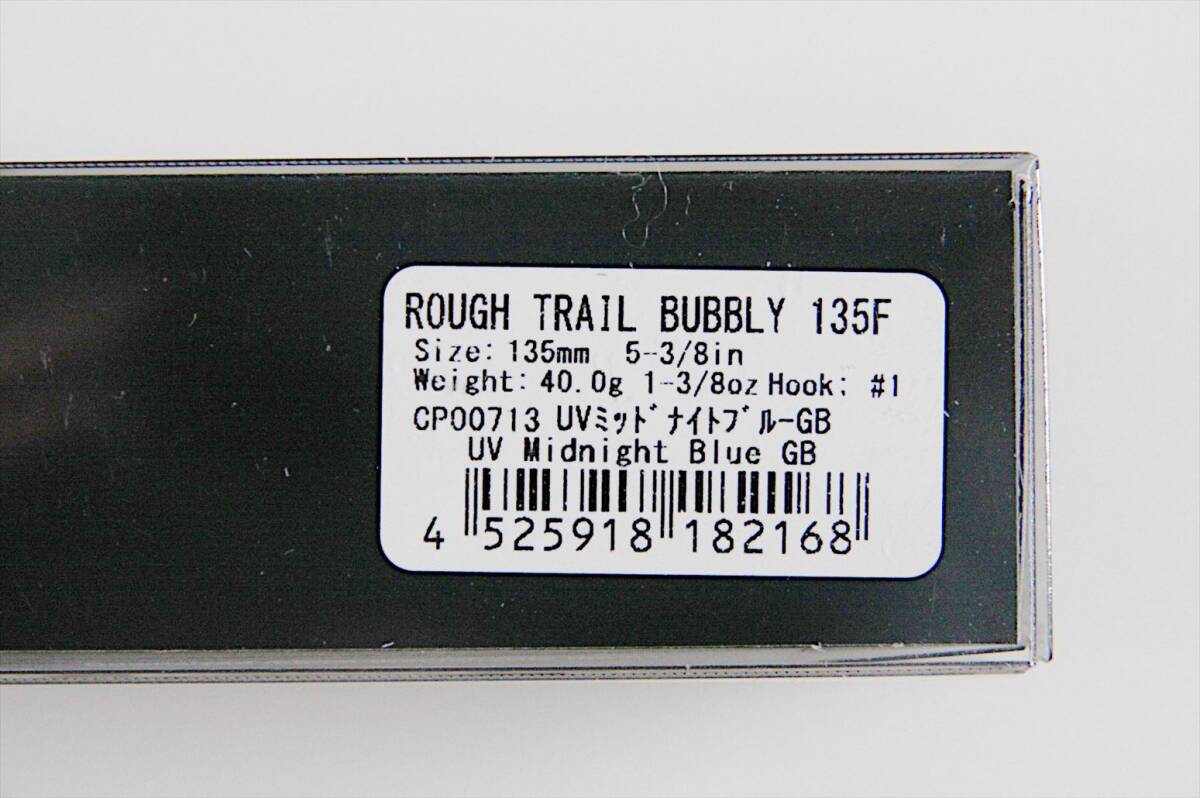 ROUGH TRAIL BUBBLY 135F
Size: 135mm 5-3/8in
Weight: 40.0g 1-3/8oz Hook: #1
CP00713 UVﾐｯﾄﾞﾅｲﾄﾌﾞﾙｰGB
UV Midnight Blue GB
4 525918 182168